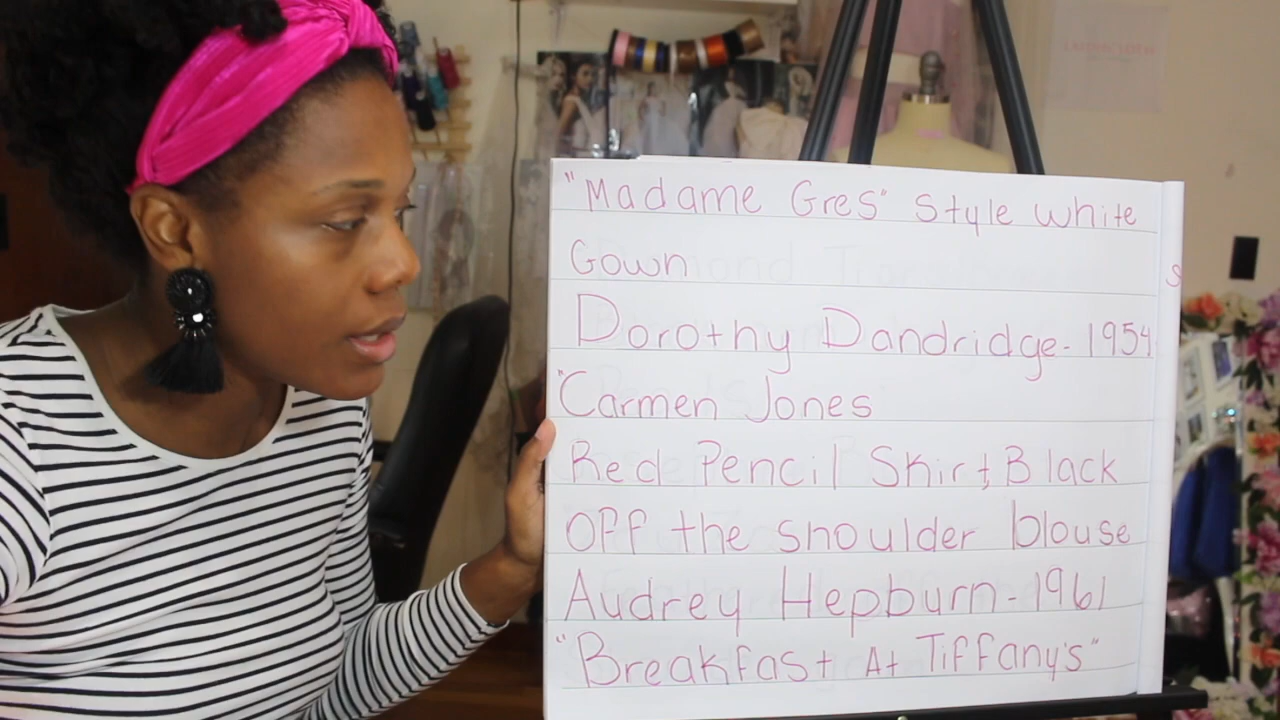 "Madame Gres" Style White
Gown
Dorothy Dandridge-1954
"Carmen Jones
Red Pencil Skirt, Black
Off the shoulder blouse
Audrey Hepburn-1961
"Breakfast At Tiffany's"